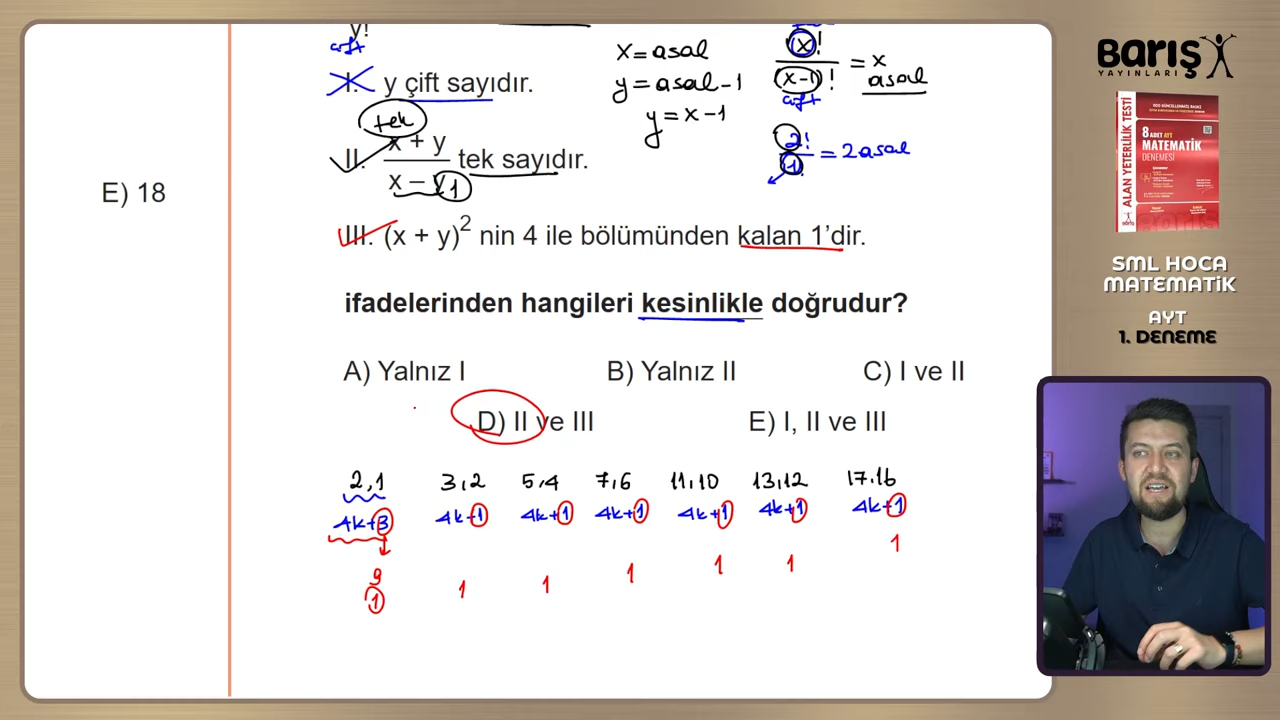 y!
çift
I. y çift sayıdır.
tek
II. x + y
x – y
1
tek sayıdır.
III. (x + y)² nin 4 ile bölümünden kalan 1’dir.
x = asal
y = asal - 1
y = x - 1
x!
(x-1)!
= x
asal
çift
2!
1!
= 2 asal
ifadelerinden hangileri kesinlikle doğrudur?
A) Yalnız I B) Yalnız II C) I ve II
D) II ve III E) I, II ve III
2,1 3,2 5,4 7,6 11,10 13,12 17,16
4k+3 4k+1 4k+1 4k+1 4k+1 4k+1 4k+1
9 1 1 1 1 1 1
1
E) 18
BARIŞ
YAYINLARI
ALAN YETERLİLİK TESTİ
8 ADET AYT
MATEMATİK
DENEMESİ
SML HOCA
MATEMATİK
AYT
1. DENEME